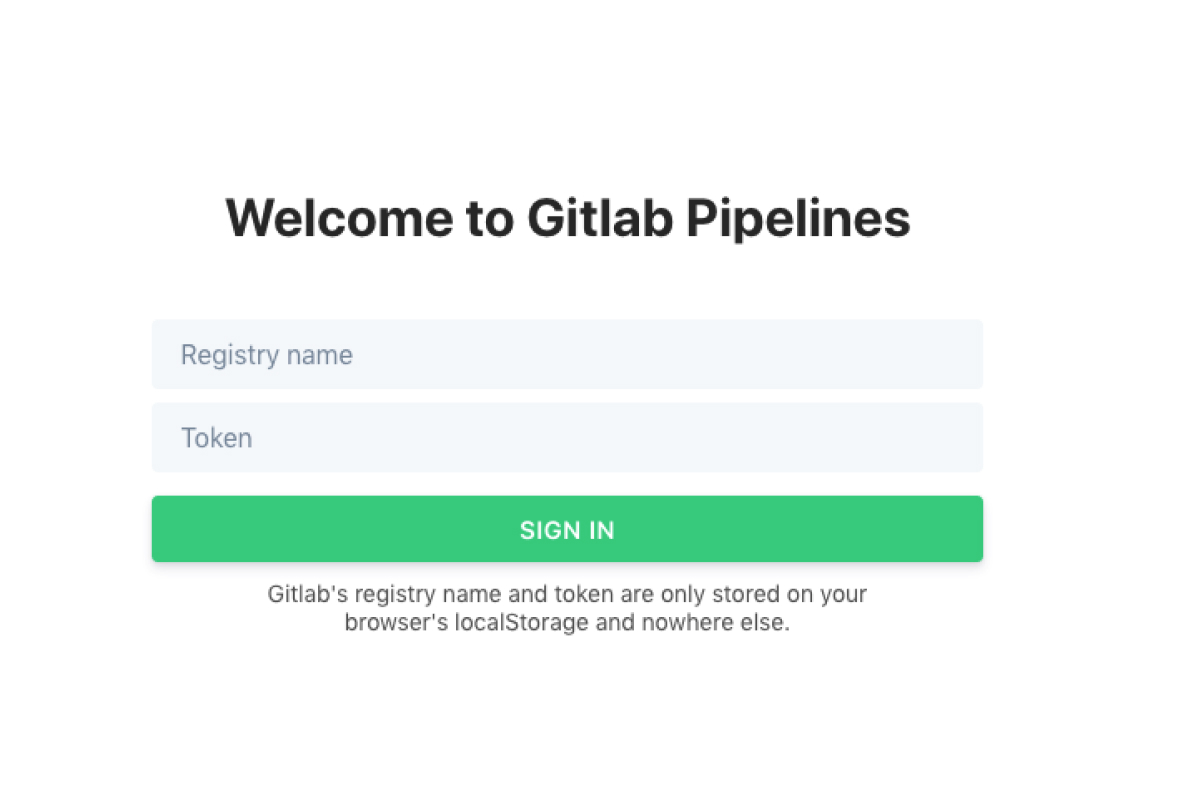 Welcome to Gitlab Pipelines
Registry name
Token
SIGN IN
Gitlab's registry name and token are only stored on your
browser's localStorage and nowhere else.